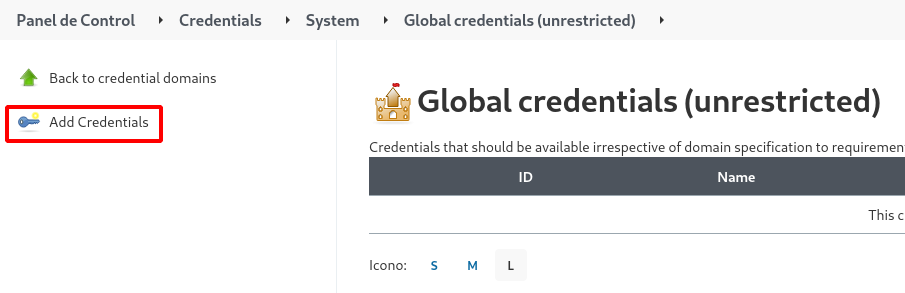 Panel de Control Credentials System Global credentials (unrestricted)
Back to credential domains
Add Credentials
Global credentials (unrestricted)
Credentials that should be available irrespective of domain specification to
ID Name
This
Icono: S M L